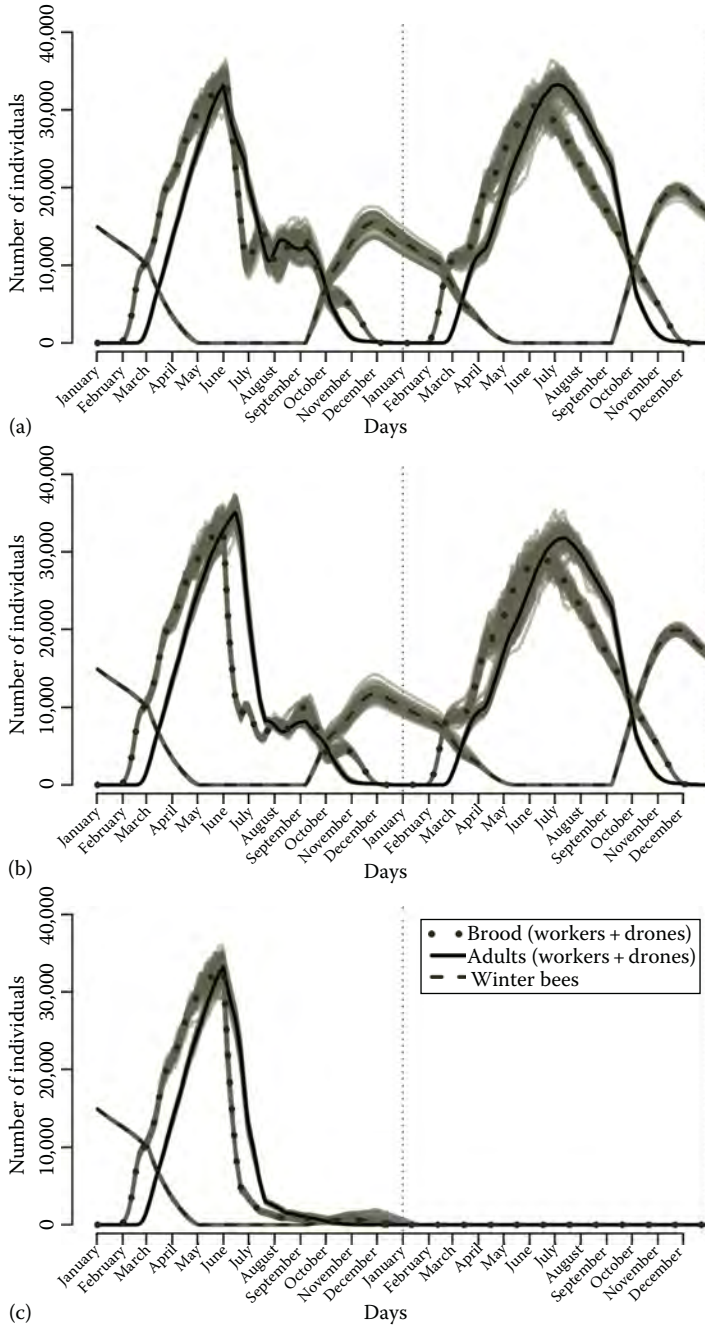 40,000
30,000
20,000
10,000
0
Number of individuals
January
February
March
April
May
June
July
August
September
October
November
December
January
February
March
April
May
June
July
August
September
October
November
December
(a)
Days
40,000
30,000
20,000
10,000
0
Number of individuals
January
February
March
April
May
June
July
August
September
October
November
December
January
February
March
April
May
June
July
August
September
October
November
December
(b)
Days
40,000
30,000
20,000
10,000
0
Number of individuals
Brood (workers + drones)
Adults (workers + drones)
Winter bees
January
February
March
April
May
June
July
August
September
October
November
December
January
February
March
April
May
June
July
August
September
October
November
December
(c)
Days